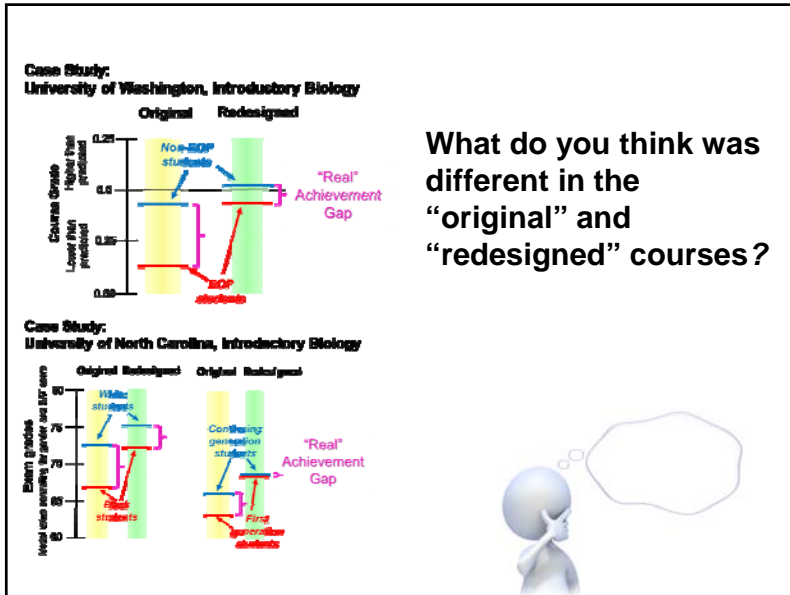 Case Study:
University of Washington, Introductory Biology
Original Redesigned
0.25
Non-EOP
students
Higher than
predicted
0.0
Course Grade
"Real"
Achievement
Gap
0.25
Lower than
predicted
EOP
students
0.50
What do you think was
different in the
“original” and
“redesigned” courses?
Case Study:
University of North Carolina, Introductory Biology
Original Redesigned Original Redesigned
80
White
students
75
Continuing
generation
students
“Real”
Achievement
Gap
Exam grades
65
Black
students
First
generation
students
60